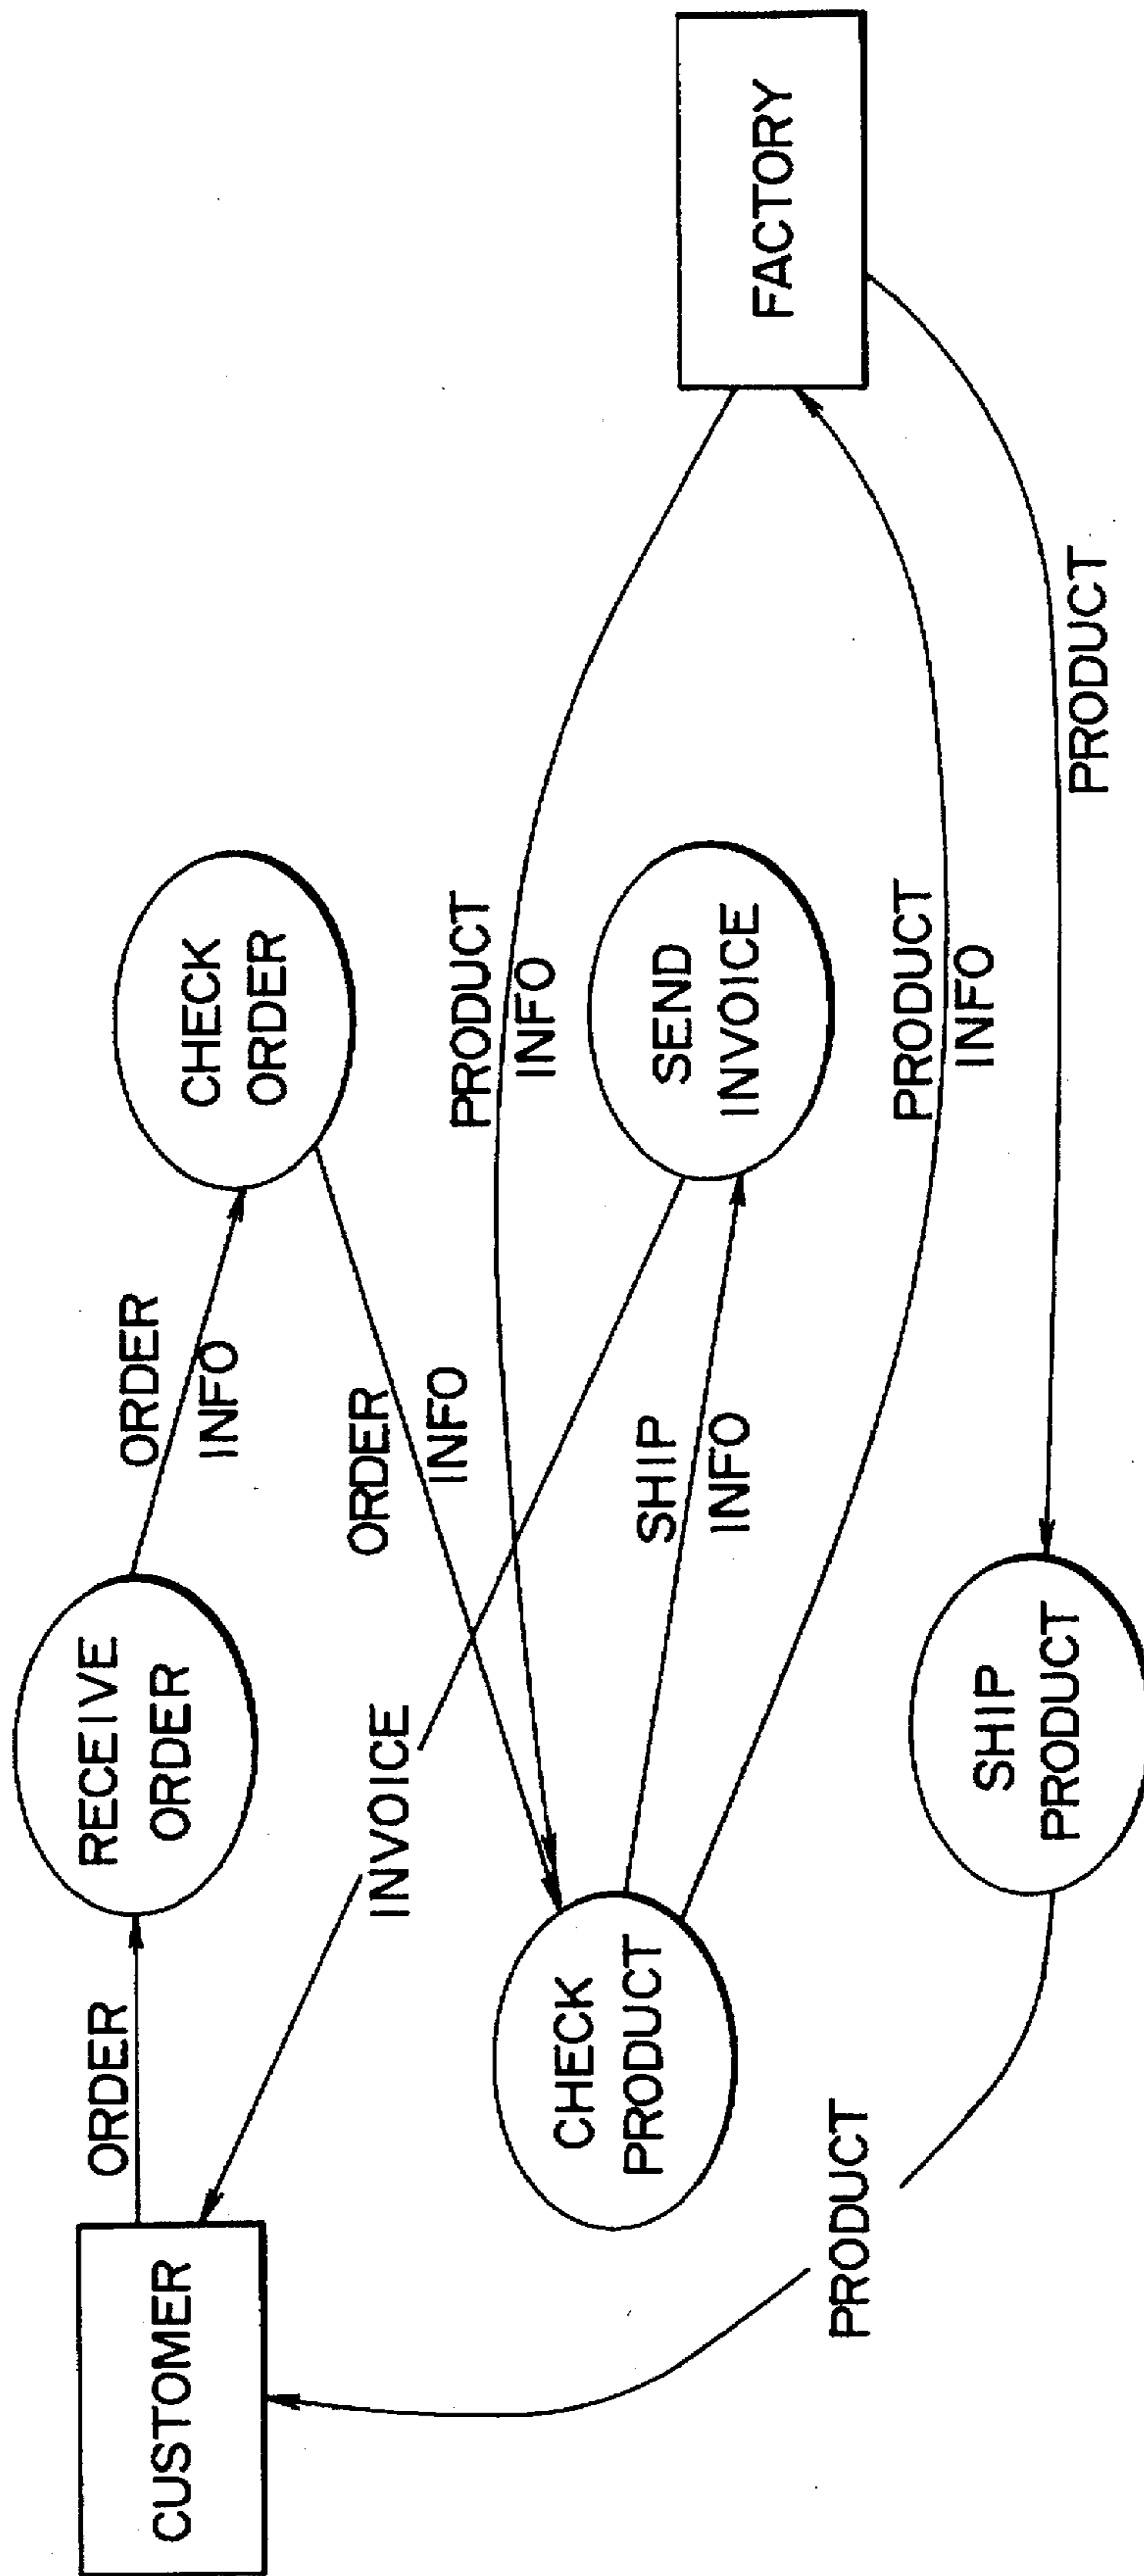 CUSTOMER
ORDER
RECEIVE
ORDER
ORDER
INFO
CHECK
ORDER
ORDER
INFO
INVOICE
PRODUCT
INFO
CHECK
PRODUCT
SHIP
INFO
SEND
INVOICE
PRODUCT
INFO
FACTORY
PRODUCT
SHIP
PRODUCT
PRODUCT